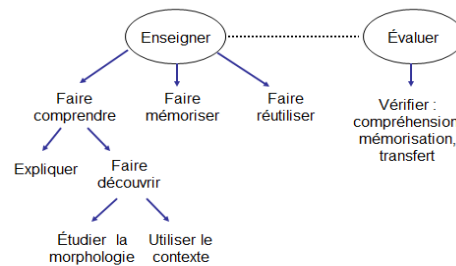 Enseigner
Évaluer
Faire
comprendre
Faire
mémoriser
Faire
réutiliser
Vérifier :
compréhension,
mémorisation,
transfert
Expliquer
Faire
découvrir
Étudier la
morphologie
Utiliser le
contexte